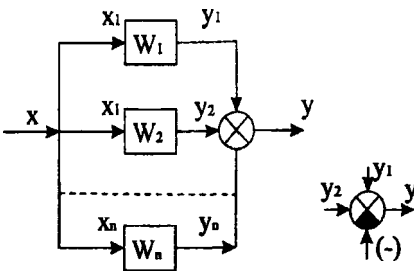 x₁ W₁ y₁
x x₁ W₂ y₂ y
xₙ Wₙ yₙ
y₁
y₂ y
(-)